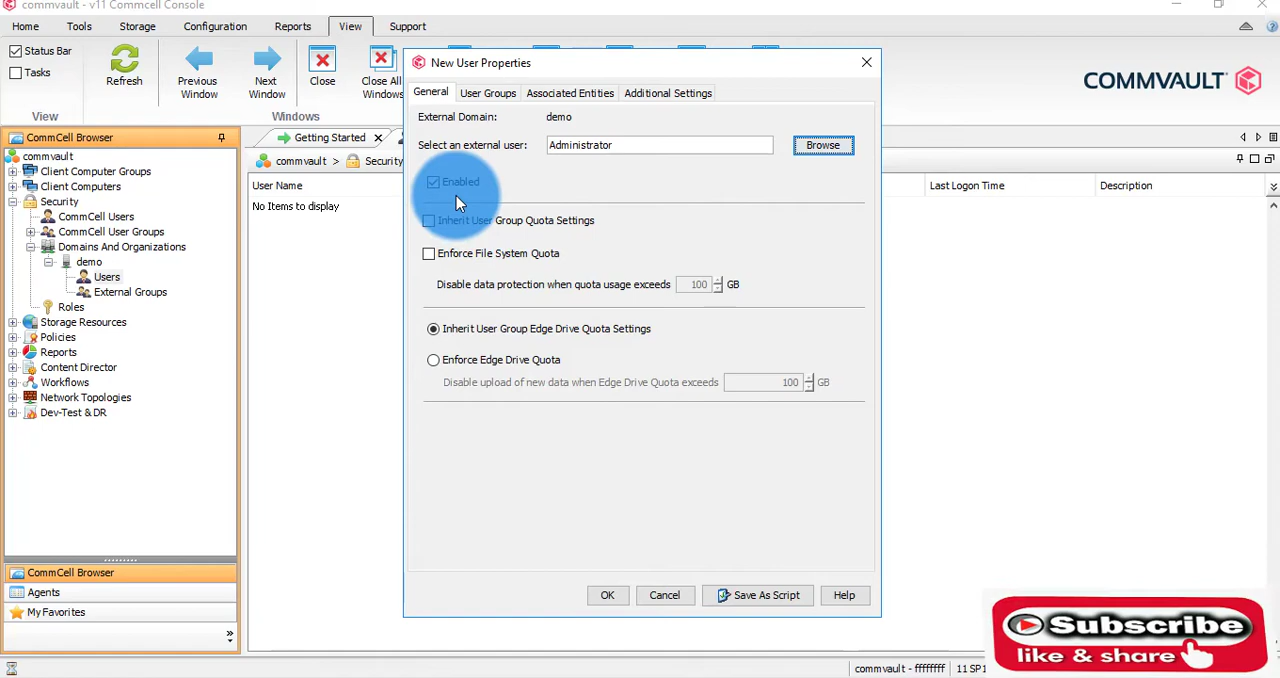 commvault - v11 Commcell Console
Home Tools Storage Configuration Reports View Support
Status Bar
Tasks
Refresh
Previous Window
Next Window
Close
Close All Windows
View
Windows
COMMVAULT
CommCell Browser
commvault
Client Computer Groups
Client Computers
Security
CommCell Users
CommCell User Groups
Domains And Organizations
demo
Users
External Groups
Roles
Storage Resources
Policies
Reports
Content Director
Workflows
Network Topologies
Dev-Test & DR
CommCell Browser
Agents
My Favorites
Getting Started
commvault > Security
User Name
No Items to display
Last Logon Time
Description
New User Properties
General User Groups Associated Entities Additional Settings
External Domain: demo
Select an external user: Administrator Browse
Enabled
Inherit User Group Quota Settings
Enforce File System Quota
Disable data protection when quota usage exceeds 100 GB
Inherit User Group Edge Drive Quota Settings
Enforce Edge Drive Quota
Disable upload of new data when Edge Drive Quota exceeds 100 GB
OK Cancel Save As Script Help
Subscribe
like & share
commvault - ffffffff 11 SP1